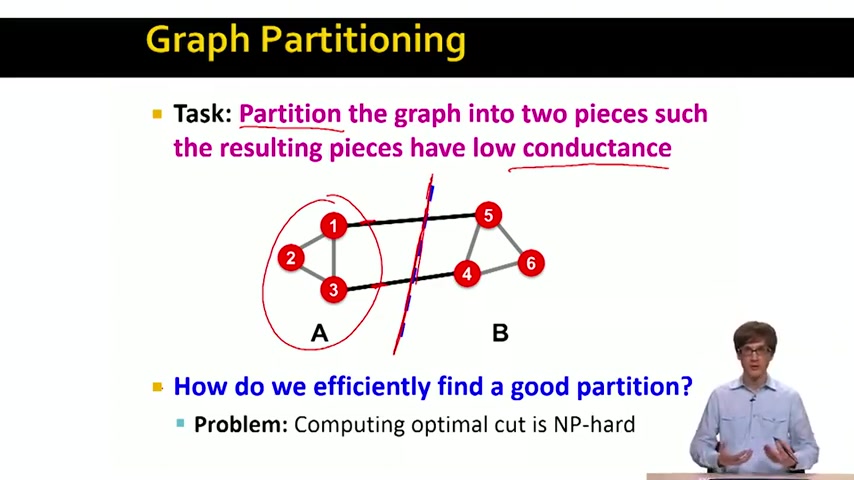 Graph Partitioning
Task: Partition the graph into two pieces such
the resulting pieces have low conductance
1
5
2
6
4
3
A
B
How do we efficiently find a good partition?
Problem: Computing optimal cut is NP-hard